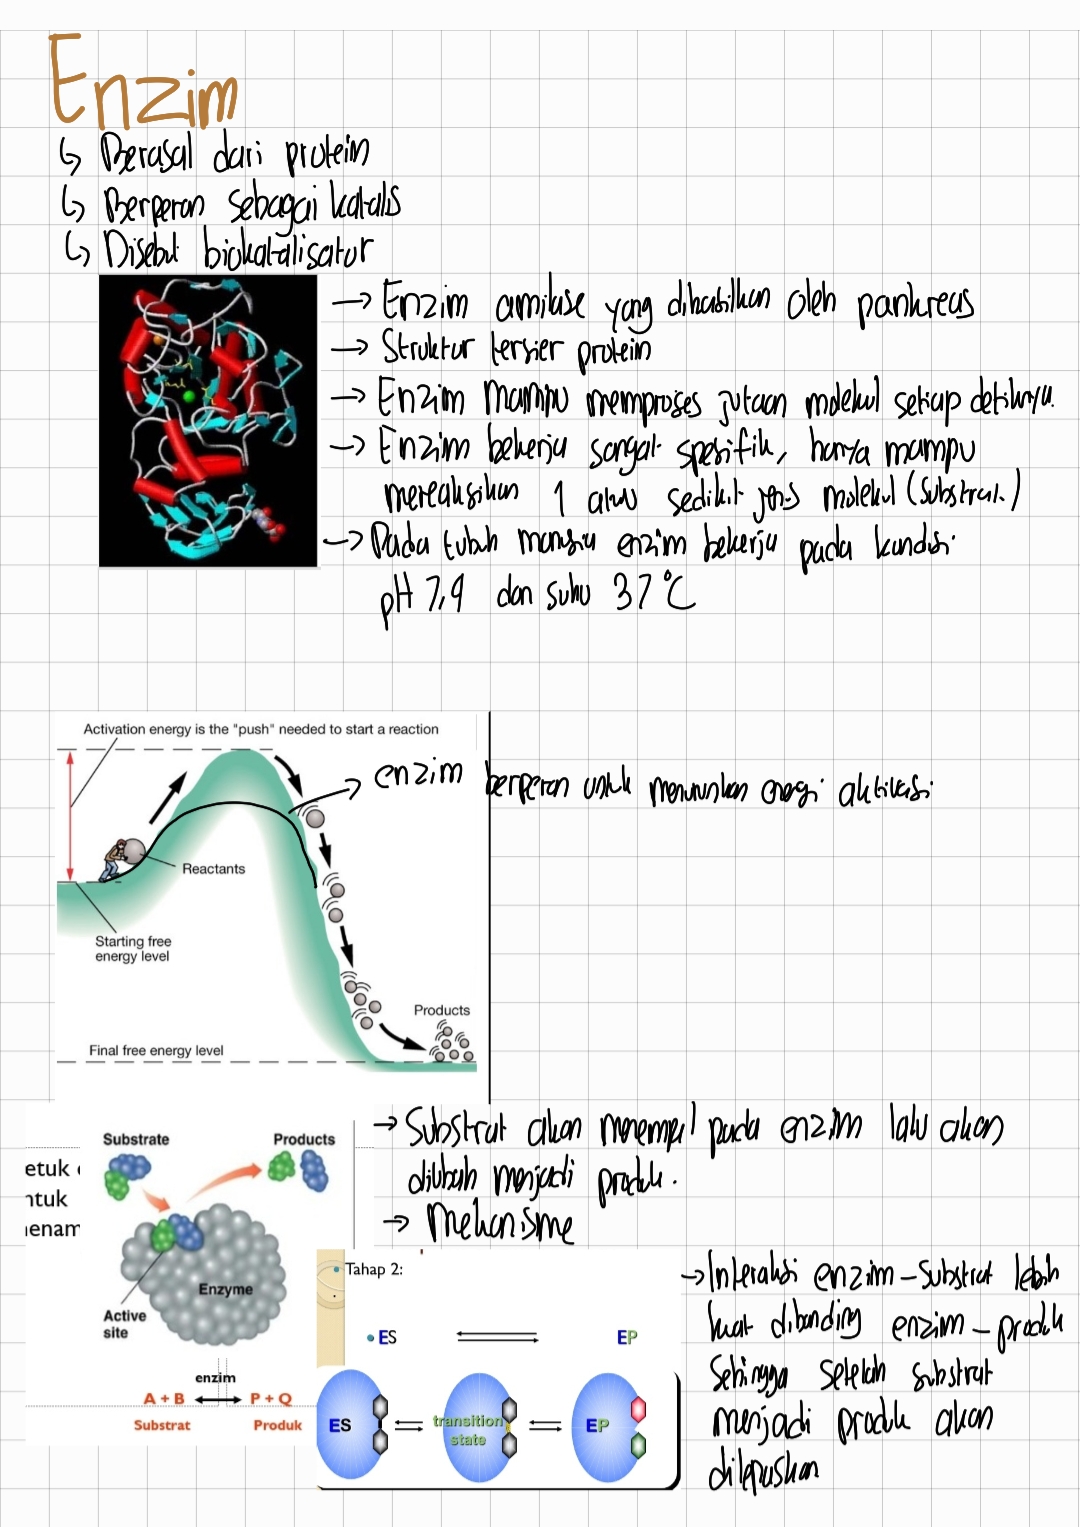 Enzim
↳ Berasal dari protein
↳ Berperan sebagai katalis
↳ Disebut biokatalisator
→ Enzim amilase yang dihasilkan oleh pankreas
→ Struktur tersier protein
→ Enzim mampu memproses jutaan molekul setiap detiknya.
→ Enzim bekerja sangat spesifik, hanya mampu
mereaksikan 1 atau sedikit jenis molekul (substrat.)
→ Pada tubuh manusia enzim bekerja pada kondisi
pH 7,4 dan suhu 37°C
Activation energy is the "push" needed to start a reaction
→ enzim berperan untuk menurunkan energi aktivasi
Reactants
Starting free
energy level
Products
Final free energy level
→ Substrat akan menempel pada enzim lalu akan
diubah menjadi produk.
→ Mekanisme
Substrate
Products
etuk
ntuk
enam
Enzyme
Active
site
enzim
A + B ⟷ P + Q
Substrat Produk
• Tahap 2:
• ES ⇌ EP
ES ⇌ transition state ⇌ EP
→ Interaksi enzim – substrat lebih
kuat dibanding enzim – produk
Sehingga setelah substrat
menjadi produk akan
dilepaskan